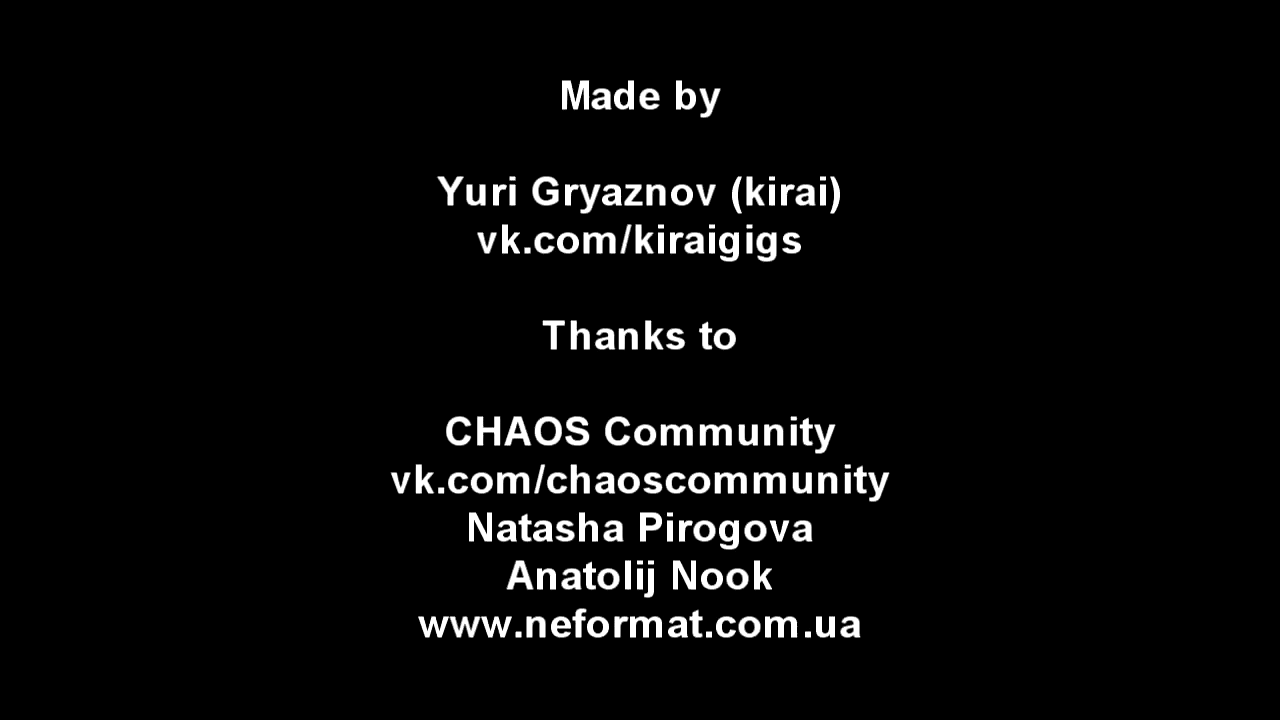 Made by
Yuri Gryaznov (kirai)
vk.com/kiraigigs
Thanks to
CHAOS Community
vk.com/chaoscommunity
Natasha Pirogova
Anatolij Nook
www.neformat.com.ua